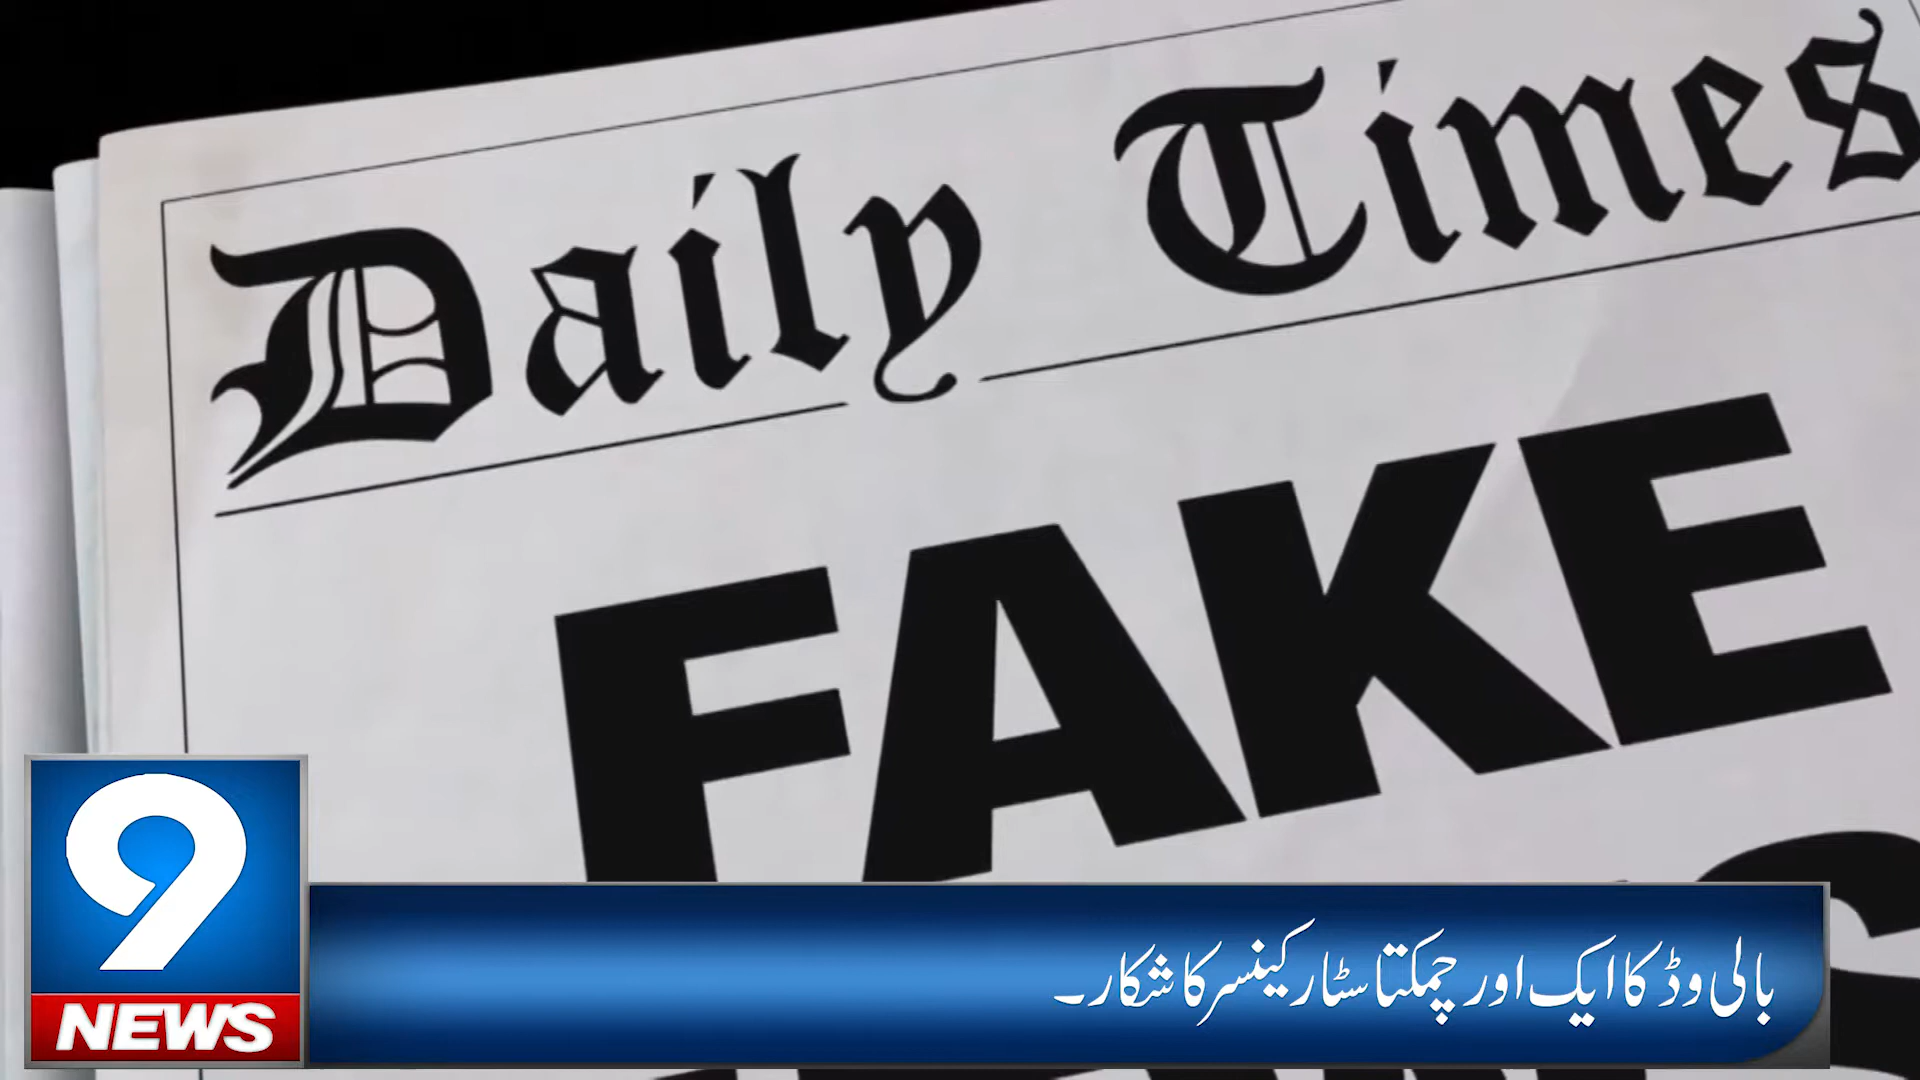 Daily Times
FAKE
9
NEWS
بالی وڈ کا ایک اور چمکتا سٹار کینسر کا شکار۔